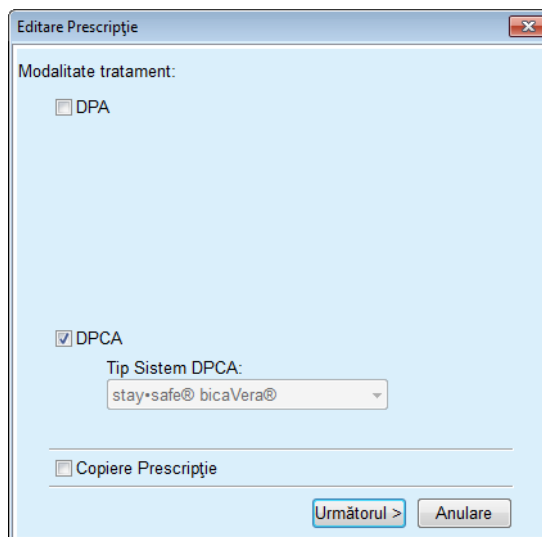 Editare Prescripţie
Modalitate tratament:
DPA
DPCA
Tip Sistem DPCA:
stay•safe® bicaVera®
Copiere Prescripţie
Următorul > Anulare